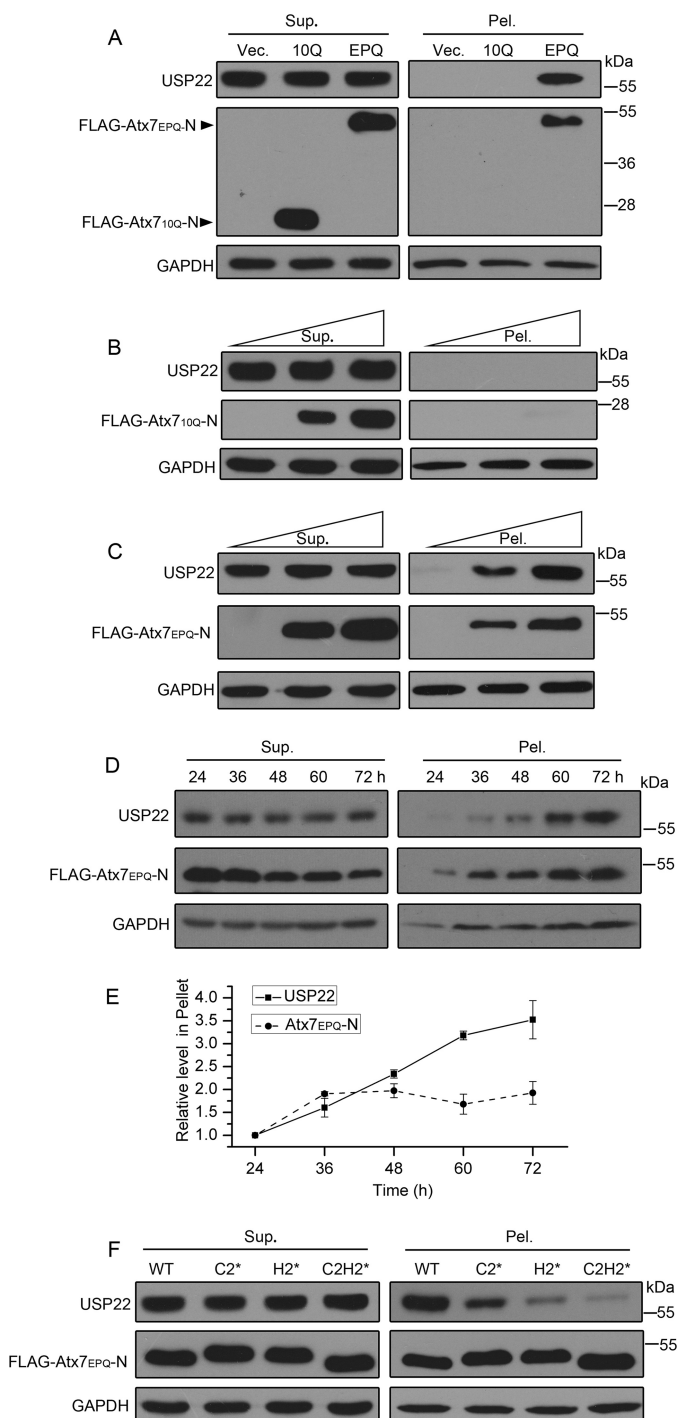 A
Sup. Pel.
Vec. 10Q EPQ Vec. 10Q EPQ
kDa
USP22
55
55
FLAG-Atx7EPQ-N
36
28
FLAG-Atx710Q-N
GAPDH
B
Sup. Pel.
kDa
USP22
55
28
FLAG-Atx710Q-N
GAPDH
C
Sup. Pel.
kDa
USP22
55
55
FLAG-Atx7EPQ-N
GAPDH
D
Sup. Pel.
24 36 48 60 72 h 24 36 48 60 72 h
kDa
USP22
55
55
FLAG-Atx7EPQ-N
GAPDH
E
Relative level in Pellet
4.0
3.5
3.0
2.5
2.0
1.5
1.0
USP22
Atx7EPQ-N
24 36 48 60 72
Time (h)
F
Sup. Pel.
WT C2* H2* C2H2* WT C2* H2* C2H2*
kDa
USP22
55
55
FLAG-Atx7EPQ-N
GAPDH